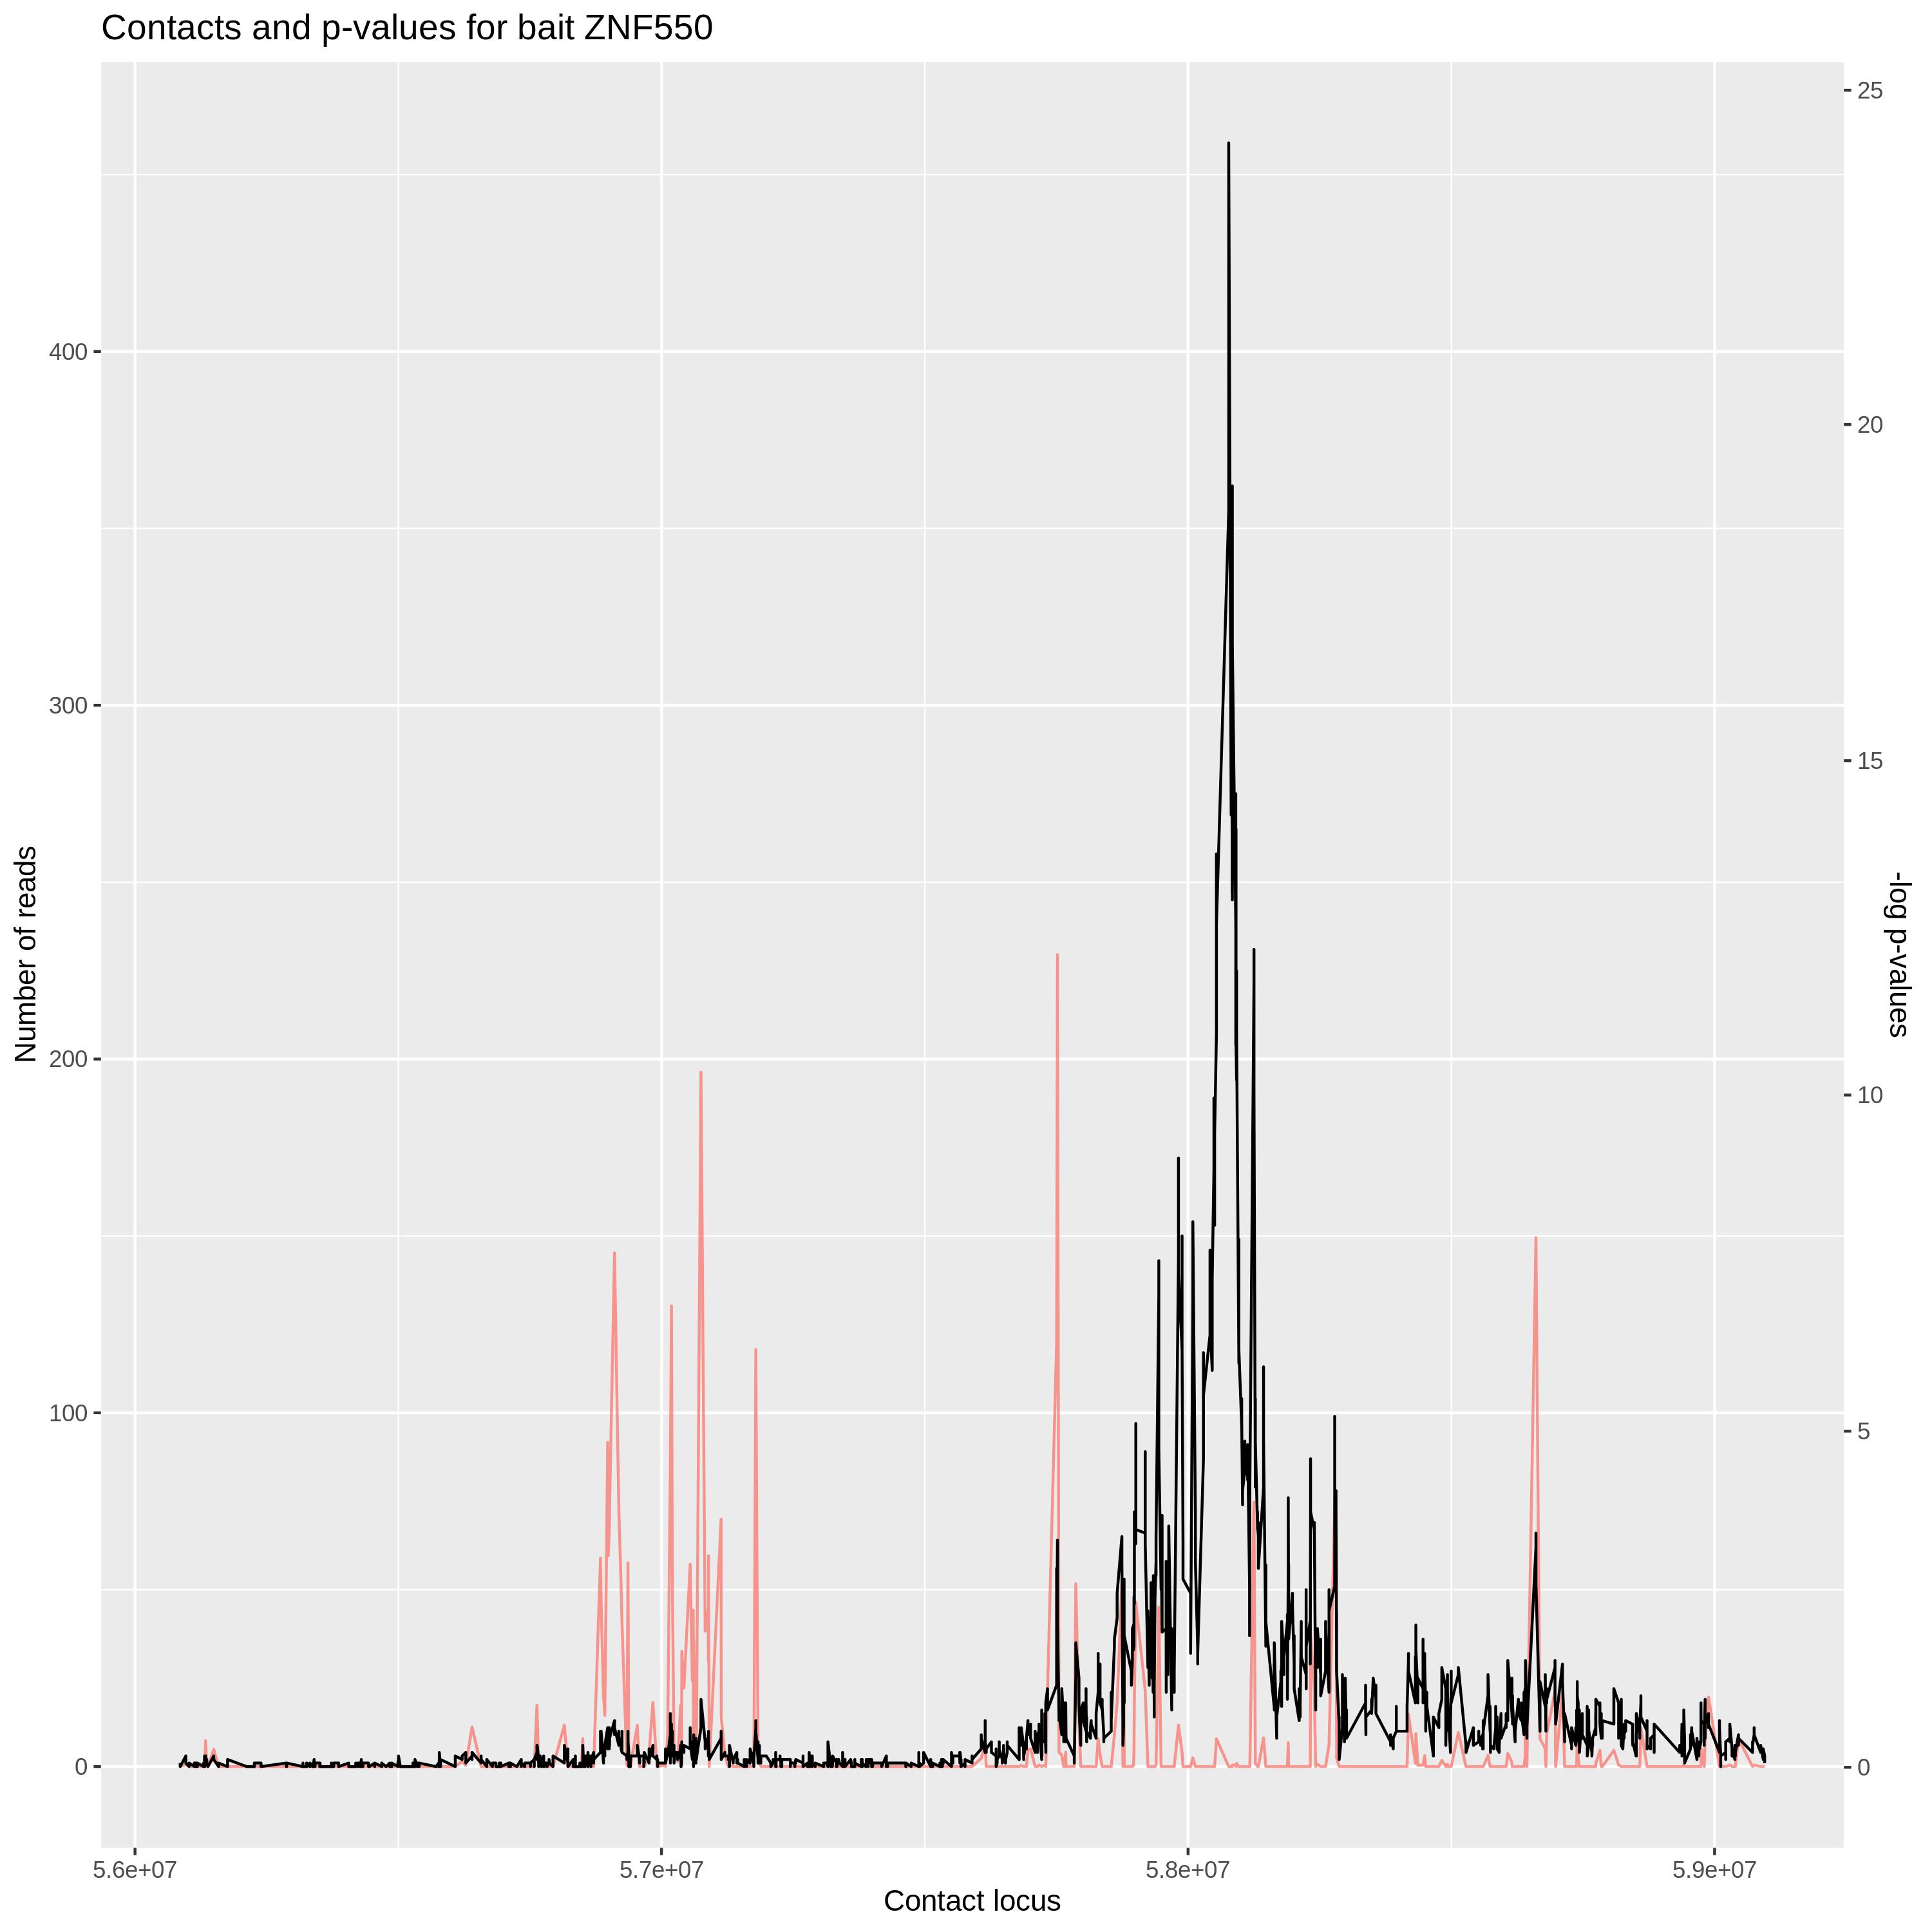 Contacts and p-values for bait ZNF550
Number of reads
400
300
200
100
0
25
20
15
10
5
0
-log p-values
5.6e+07 5.7e+07 5.8e+07 5.9e+07
Contact locus